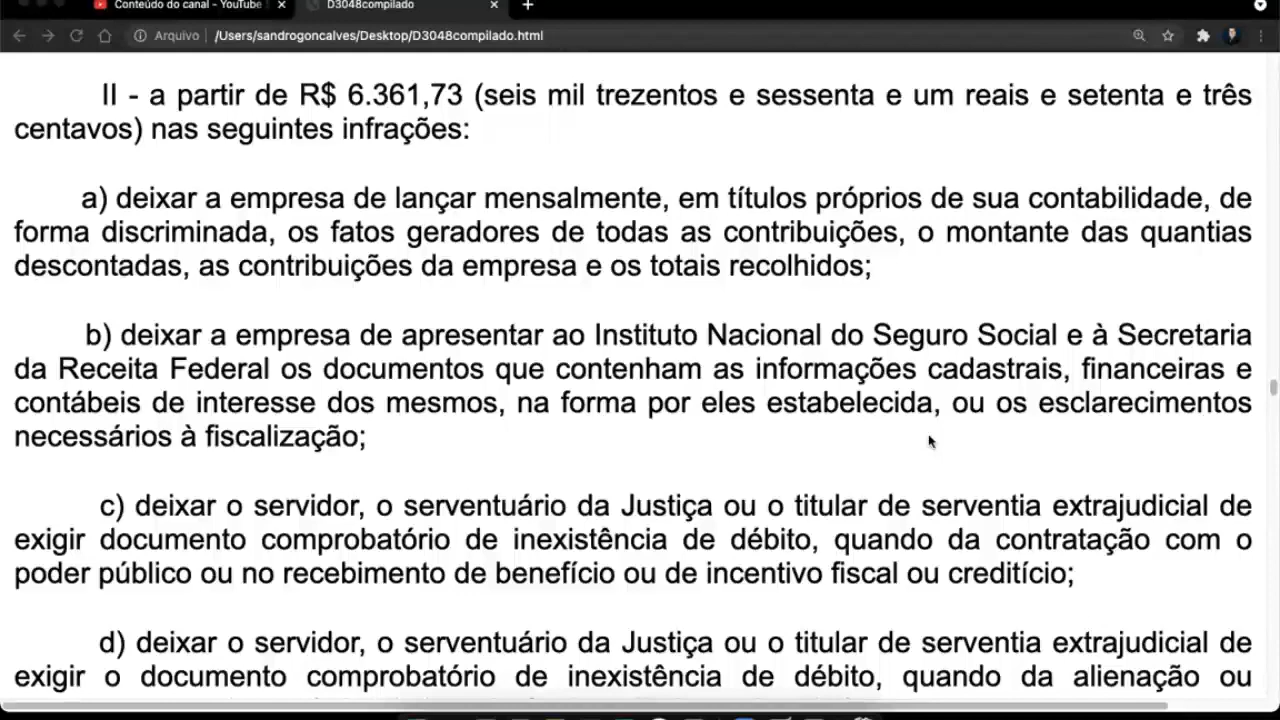 Conteúdo do canal - YouTube
D3048compilado
Arquivo
/Users/sandrogoncalves/Desktop/D3048compilado.html
II - a partir de R$ 6.361,73 (seis mil trezentos e sessenta e um reais e setenta e três
centavos) nas seguintes infrações:
a) deixar a empresa de lançar mensalmente, em títulos próprios de sua contabilidade, de
forma discriminada, os fatos geradores de todas as contribuições, o montante das quantias
descontadas, as contribuições da empresa e os totais recolhidos;
b) deixar a empresa de apresentar ao Instituto Nacional do Seguro Social e à Secretaria
da Receita Federal os documentos que contenham as informações cadastrais, financeiras e
contábeis de interesse dos mesmos, na forma por eles estabelecida, ou os esclarecimentos
necessários à fiscalização;
c) deixar o servidor, o serventuário da Justiça ou o titular de serventia extrajudicial de
exigir documento comprobatório de inexistência de débito, quando da contratação com o
poder público ou no recebimento de benefício ou de incentivo fiscal ou creditício;
d) deixar o servidor, o serventuário da Justiça ou o titular de serventia extrajudicial de
exigir o documento comprobatório de inexistência de débito, quando da alienação ou